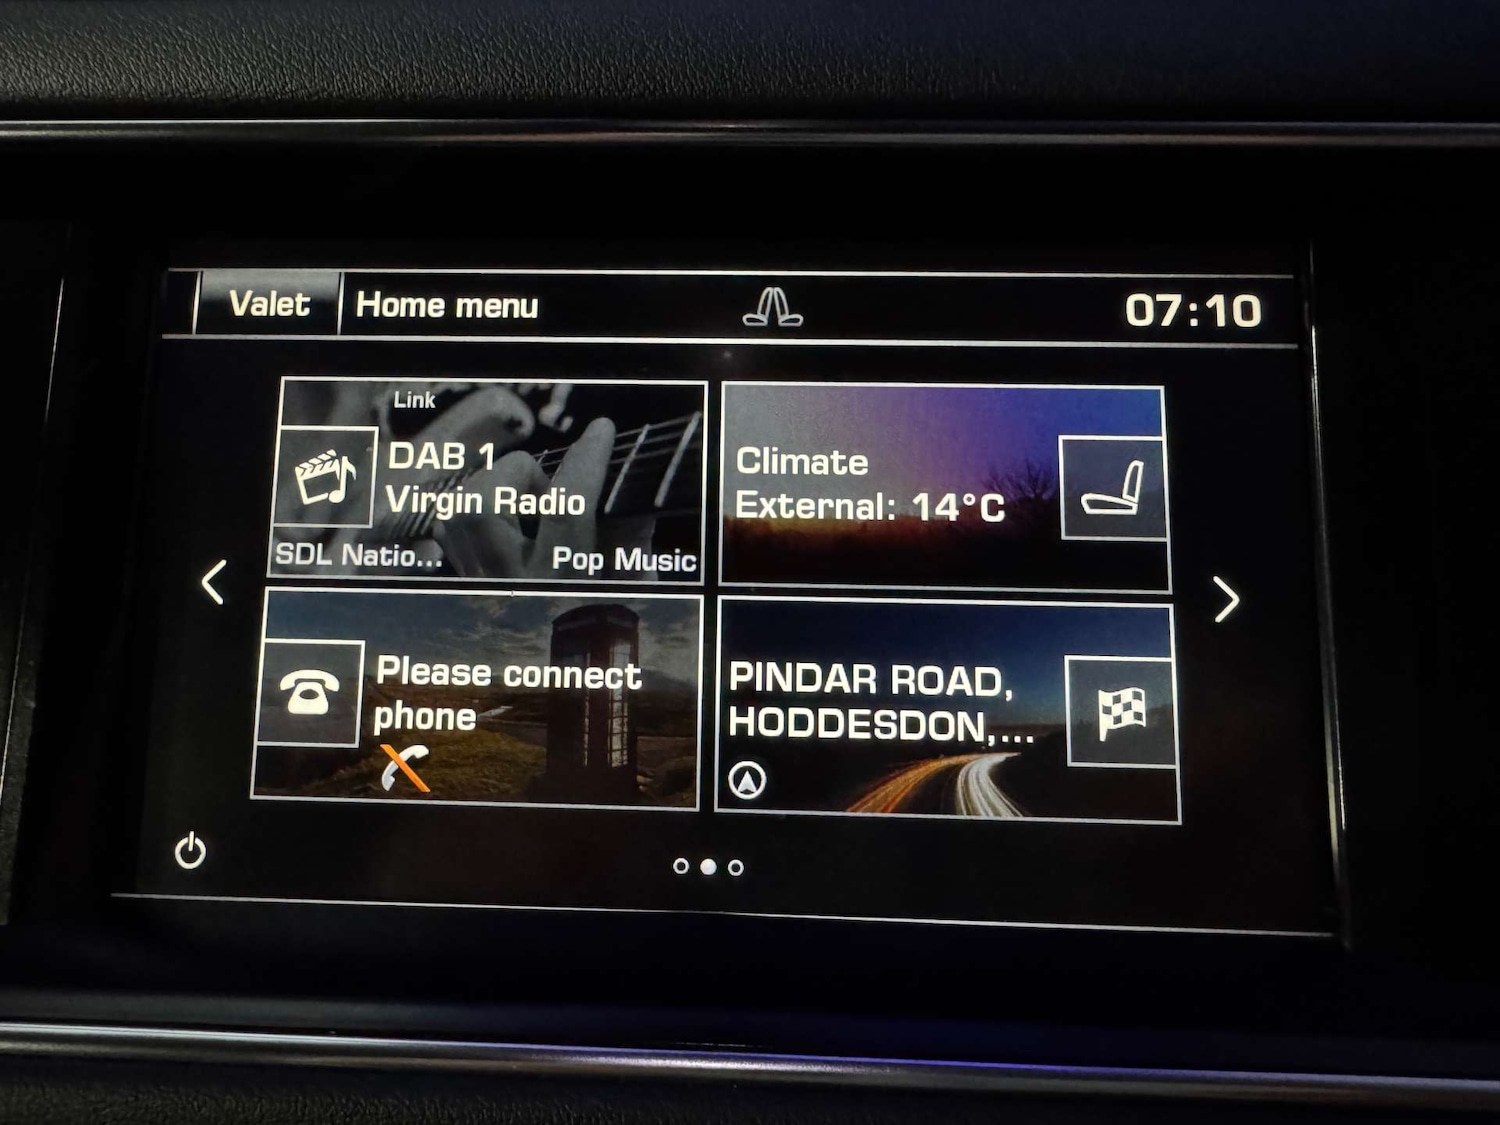 Valet
Home menu
07:10
Link
DAB 1
Virgin Radio
SDL Natio...
Pop Music
Climate
External: 14°C
Please connect
phone
PINDAR ROAD,
HODDESDON,...